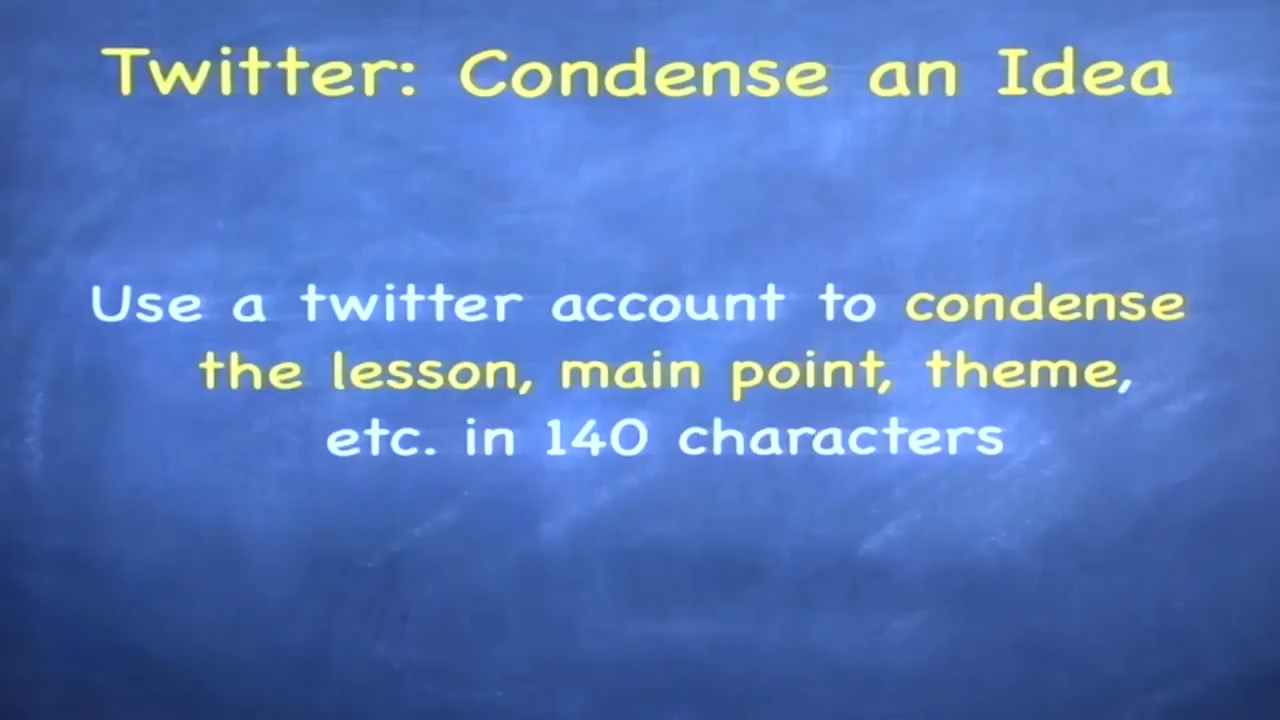 Twitter: Condense an Idea
Use a twitter account to condense
the lesson, main point, theme,
etc. in 140 characters